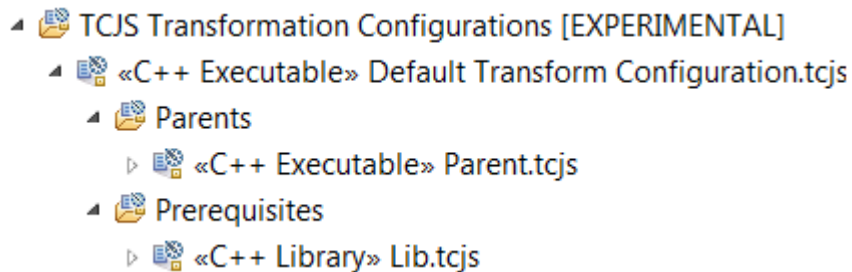 TCJS Transformation Configurations [EXPERIMENTAL]
«C++ Executable» Default Transform Configuration.tcjs
Parents
«C++ Executable» Parent.tcjs
Prerequisites
«C++ Library» Lib.tcjs